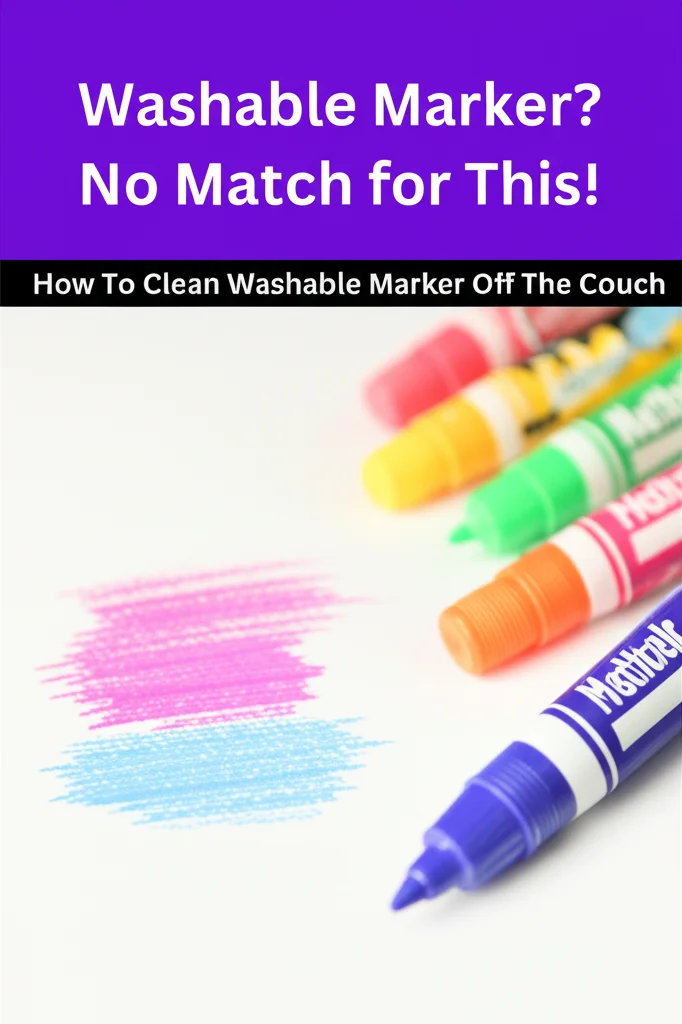 Washable Marker?
No Match for This!
How To Clean Washable Marker Off The Couch